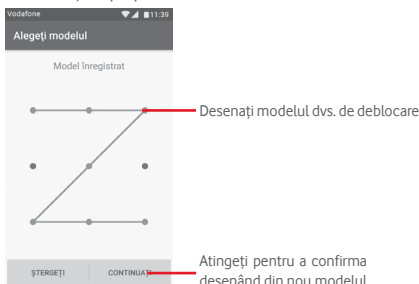 Vodafone 11:39
Alegeți modelul
Model înregistrat
Desenați modelul dvs. de deblocare
Atingeți pentru a confirma
ȘTERGEȚI CONTINUAȚI
desenând din nou modelul